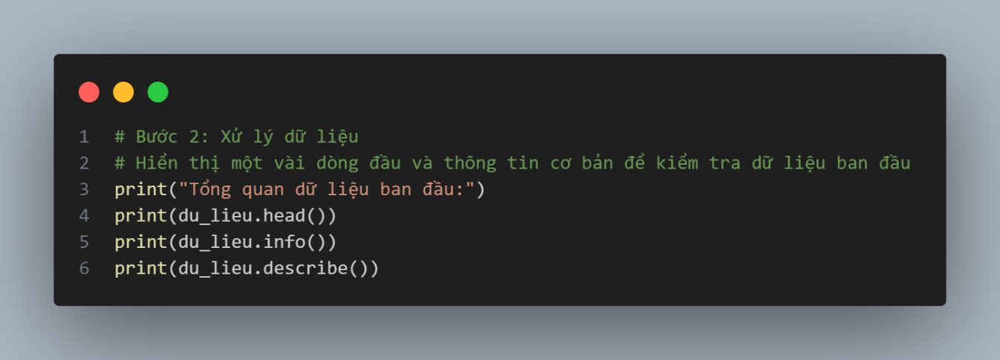 1 # Bước 2: Xử lý dữ liệu
2 # Hiển thị một vài dòng đầu và thông tin cơ bản để kiểm tra dữ liệu ban đầu
3 print("Tổng quan dữ liệu ban đầu:")
4 print(du_lieu.head())
5 print(du_lieu.info())
6 print(du_lieu.describe())